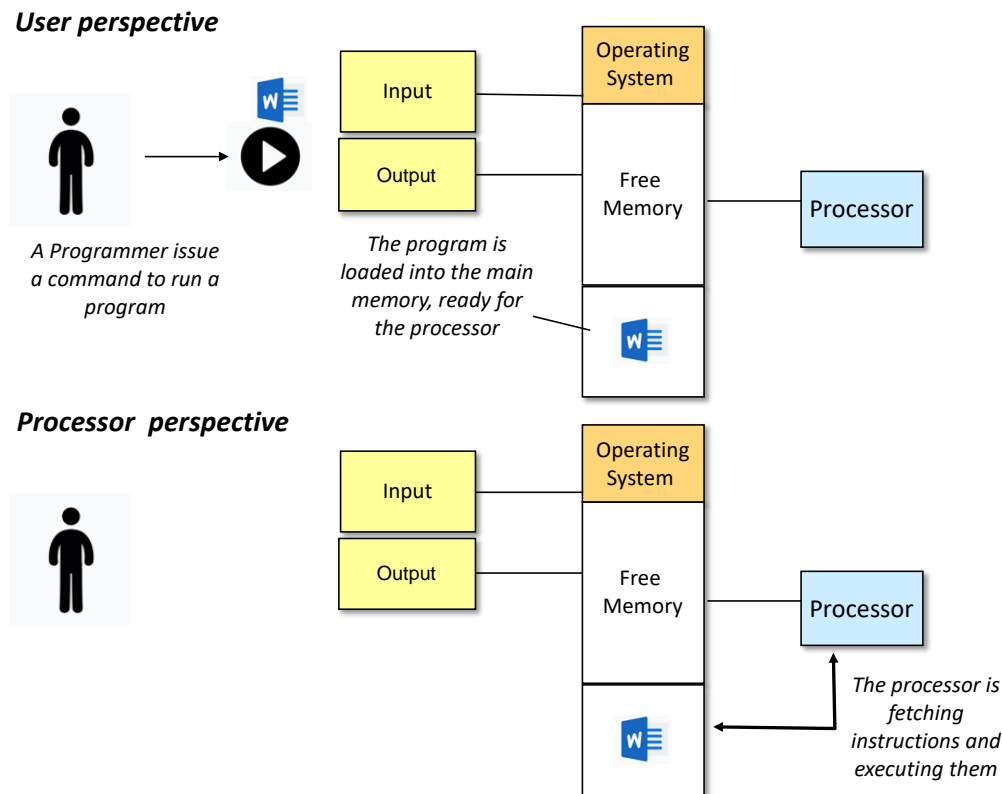 User perspective
Operating
System
Input
W
Output
Free
Memory
Processor
A Programmer issue
a command to run a
program
The program is
loaded into the main
memory, ready for
the processor
W
Processor perspective
Operating
System
Input
Output
Free
Memory
Processor
The processor is
fetching
instructions and
executing them
W